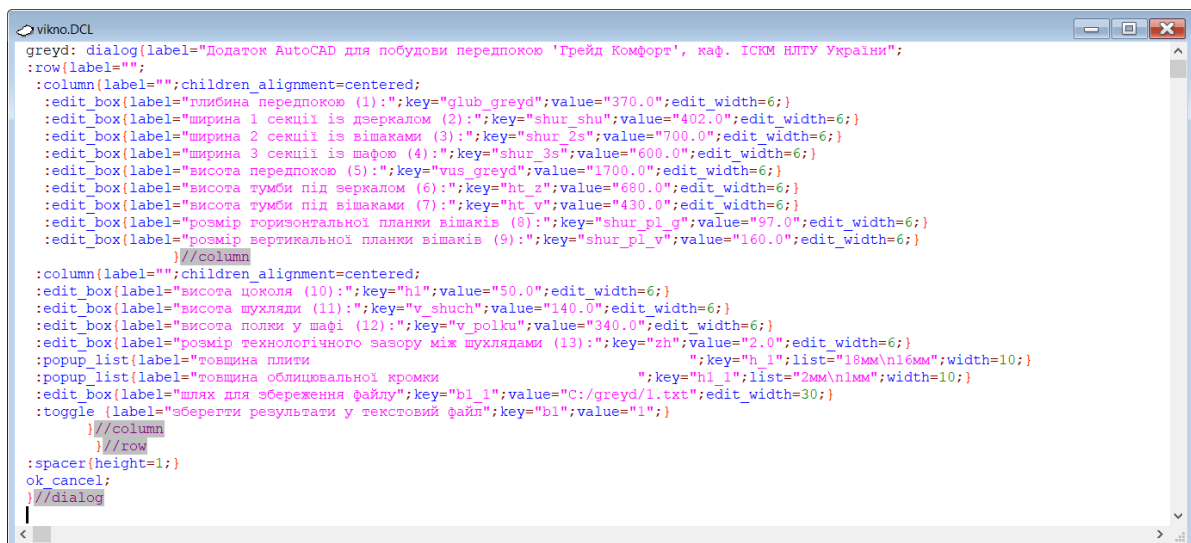 vikno.DCL
greyd: dialog{label="Додаток AutoCAD для побудови передпокою 'Грейд Комфорт', каф. ІСКМ НЛТУ України";
:row{label="";
:column{label="";children_alignment=centered;
:edit_box{label="глибина передпокою (1):";key="glub_greyd";value="370.0";edit_width=6;}
:edit_box{label="ширина 1 секції із дзеркалом (2):";key="shur_shu";value="402.0";edit_width=6;}
:edit_box{label="ширина 2 секції із вішаками (3):";key="shur_2s";value="700.0";edit_width=6;}
:edit_box{label="ширина 3 секції із шафою (4):";key="shur_3s";value="600.0";edit_width=6;}
:edit_box{label="висота передпокою (5):";key="vus_greyd";value="1700.0";edit_width=6;}
:edit_box{label="висота тумби під зеркалом (6):";key="ht_z";value="680.0";edit_width=6;}
:edit_box{label="висота тумби під вішаками (7):";key="ht_v";value="430.0";edit_width=6;}
:edit_box{label="розмір горизонтальної планки вішаків (8):";key="shur_pl_g";value="97.0";edit_width=6;}
:edit_box{label="розмір вертикальної планки вішаків (9):";key="shur_pl_v";value="160.0";edit_width=6;}
}//column
:column{label="";children_alignment=centered;
:edit_box{label="висота цоколя (10):";key="h1";value="50.0";edit_width=6;}
:edit_box{label="висота шухляди (11):";key="v_shuch";value="140.0";edit_width=6;}
:edit_box{label="висота полки у шафі (12):";key="v_polku";value="340.0";edit_width=6;}
:edit_box{label="розмір технологічного зазору між шухлядами (13):";key="zh";value="2.0";edit_width=6;}
:popup_list{label="товщина плити ";key="h_1";list="18мм\n16мм";width=10;}
:popup_list{label="товщина облицювальної кромки ";key="h1_1";list="2мм\n1мм";width=10;}
:edit_box{label="шлях для збереження файлу";key="b1_1";value="C:/greyd/1.txt";edit_width=30;}
:toggle {label="зберегти результати у текстовий файл";key="b1";value="1";}
}//column
}//row
:spacer{height=1;}
ok_cancel;
}//dialog